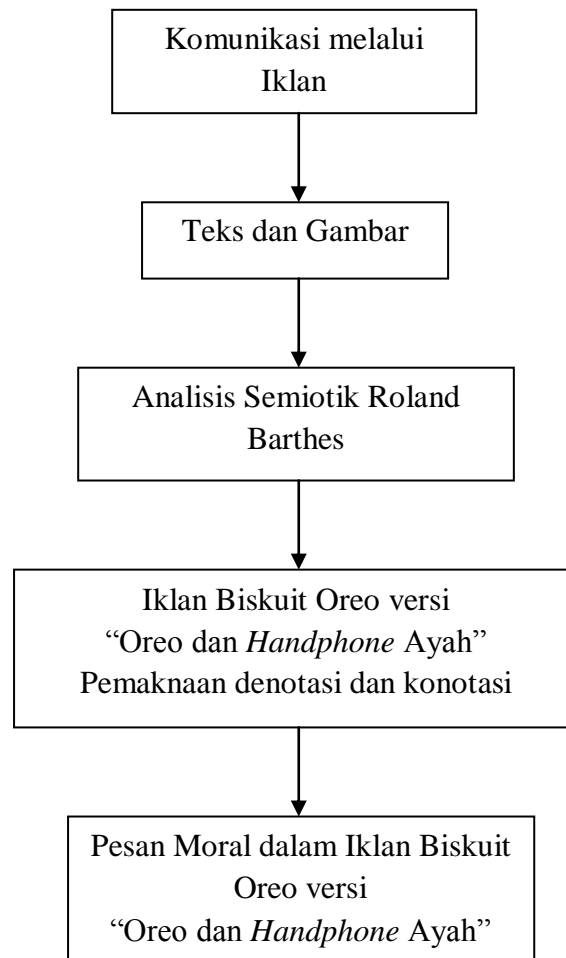 Komunikasi melalui
Iklan
Teks dan Gambar
Analisis Semiotik Roland
Barthes
Iklan Biskuit Oreo versi
“Oreo dan Handphone Ayah”
Pemaknaan denotasi dan konotasi
Pesan Moral dalam Iklan Biskuit
Oreo versi
“Oreo dan Handphone Ayah”